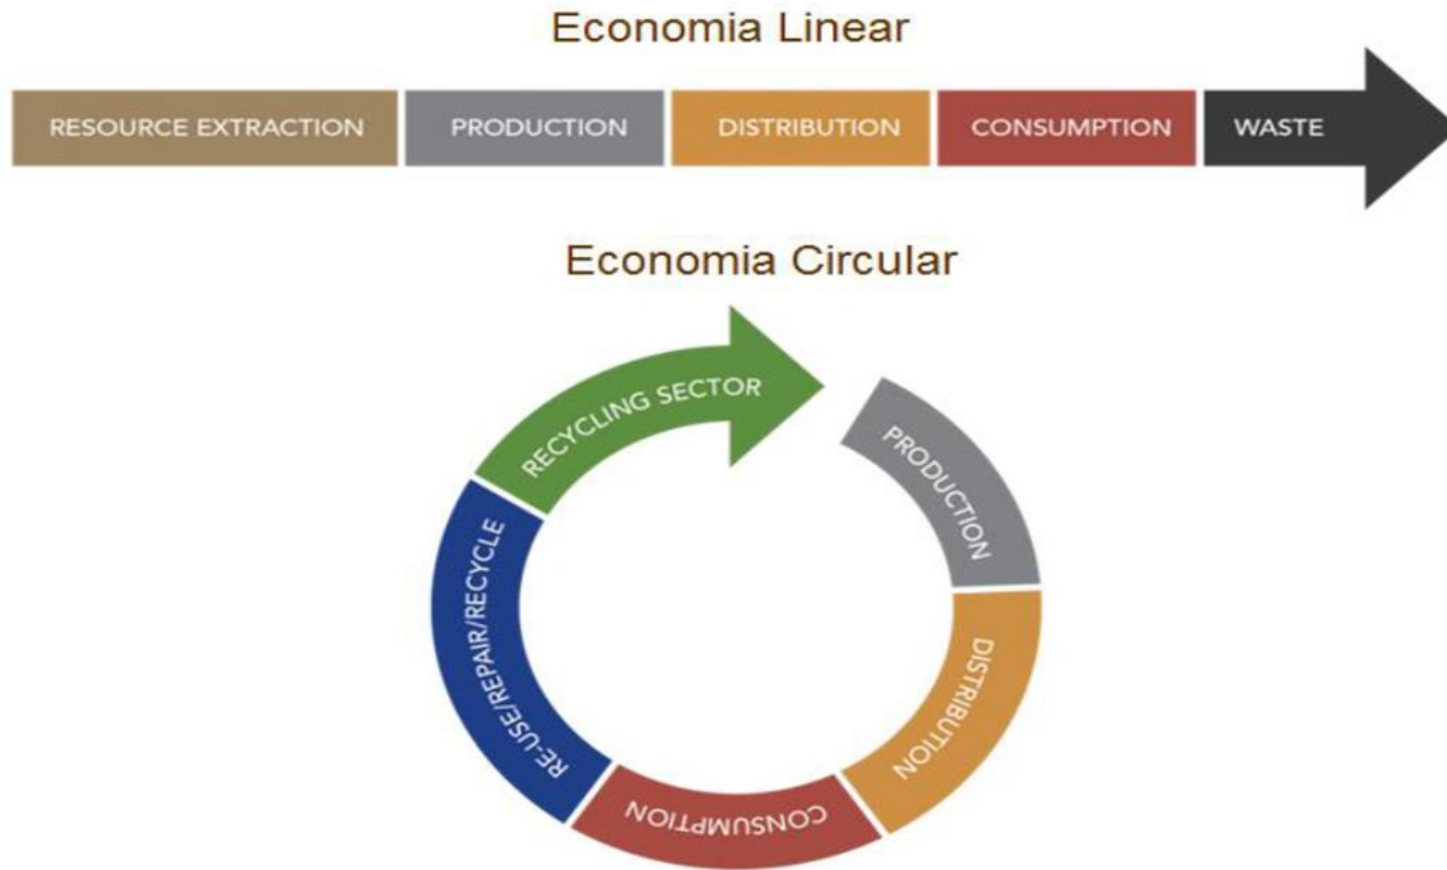 Economia Linear
RESOURCE EXTRACTION
PRODUCTION
DISTRIBUTION
CONSUMPTION
WASTE
Economia Circular
RECYCLING SECTOR
PRODUCTION
DISTRIBUTION
CONSUMPTION
RE-USE/REPAIR/RECYCLE